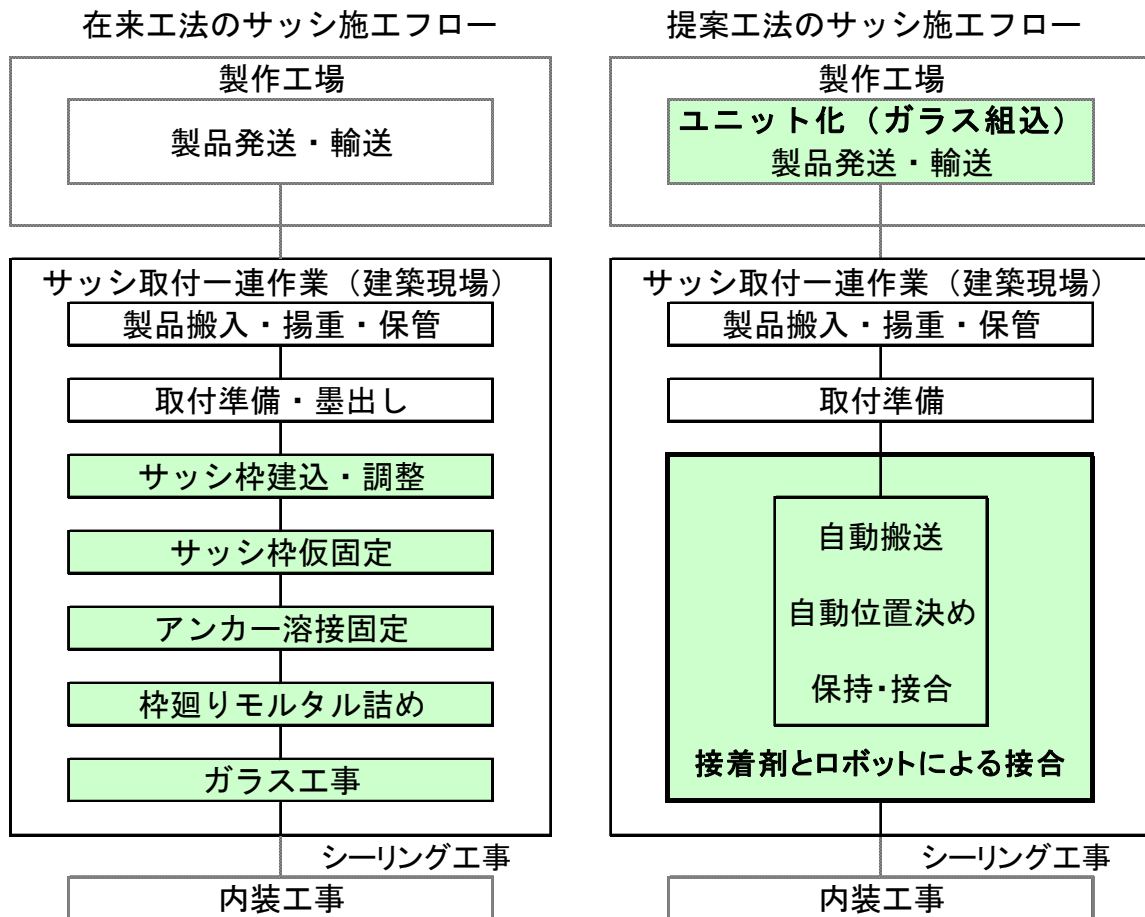 在来工法のサッシ施工フロー
製作工場
製品発送・輸送
サッシ取付一連作業（建築現場）
製品搬入・揚重・保管
取付準備・墨出し
サッシ枠建込・調整
サッシ枠仮固定
アンカー溶接固定
枠廻りモルタル詰め
ガラス工事
シーリング工事
内装工事
提案工法のサッシ施工フロー
製作工場
ユニット化（ガラス組込）
製品発送・輸送
サッシ取付一連作業（建築現場）
製品搬入・揚重・保管
取付準備
自動搬送
自動位置決め
保持・接合
接着剤とロボットによる接合
シーリング工事
内装工事